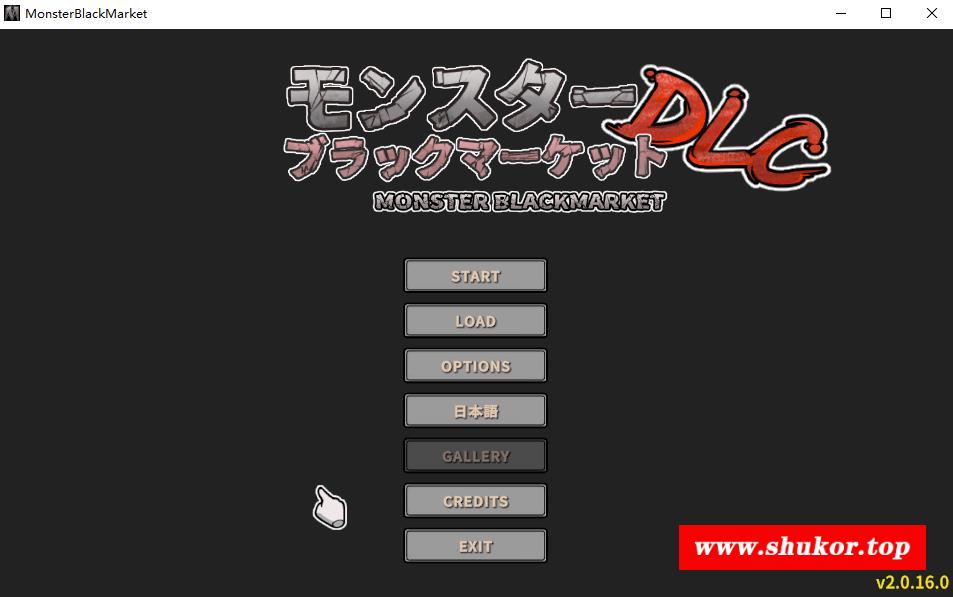 MonsterBlackMarket
モンスター
ブラックマーケット
DLC
MONSTER BLACKMARKET
START
LOAD
OPTIONS
日本語
GALLERY
CREDITS
EXIT
www.shukor.top
v2.0.16.0